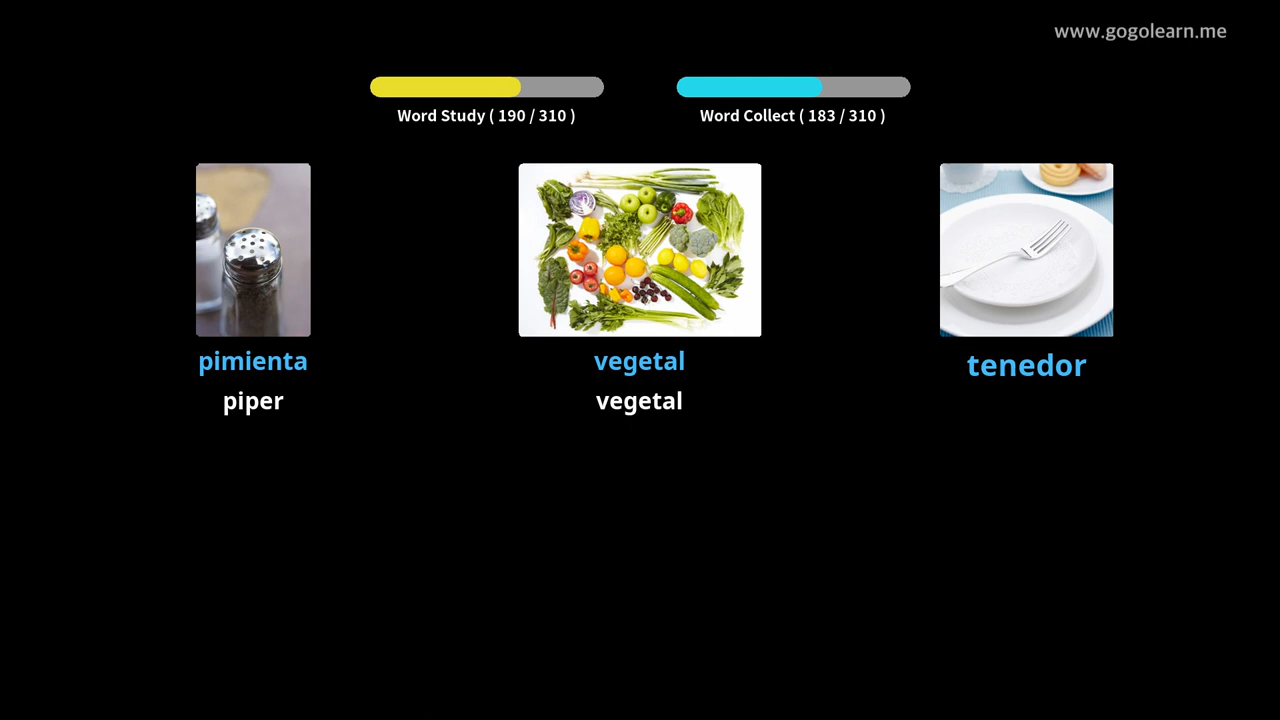 www.gogolearn.me
Word Study ( 190 / 310 )
Word Collect ( 183 / 310 )
pimienta
piper
vegetal
vegetal
tenedor